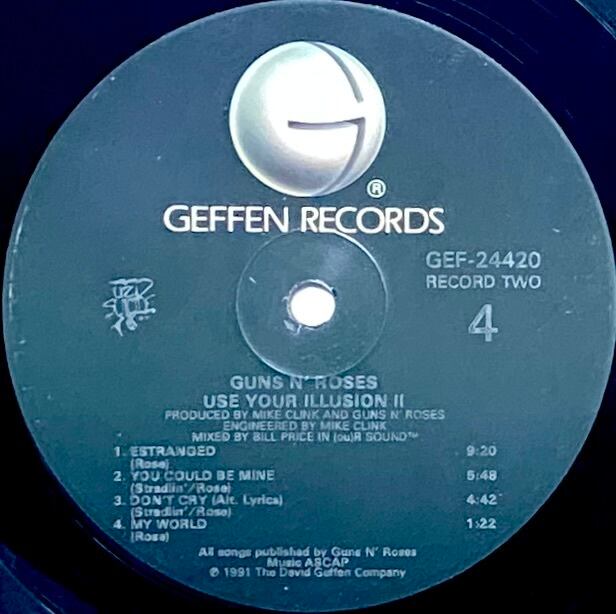 ®
GEFFEN RECORDS
GEF-24420
RECORD TWO
4
UZI
GUNS N' ROSES
USE YOUR ILLUSION II
PRODUCED BY MIKE CLINK AND GUNS N' ROSES
ENGINEERED BY MIKE CLINK
MIXED BY BILL PRICE IN (ou)R SOUND™
1. ESTRANGED 9:20
(Rose)
2. YOU COULD BE MINE 5:48
(Stradlin'/Rose)
3. DON'T CRY (Alt. Lyrics) 4:42
(Stradlin'/Rose)
4. MY WORLD 1:22
(Rose)
All songs published by Guns N' Roses
Music ASCAP
℗ 1991 The David Geffen Company